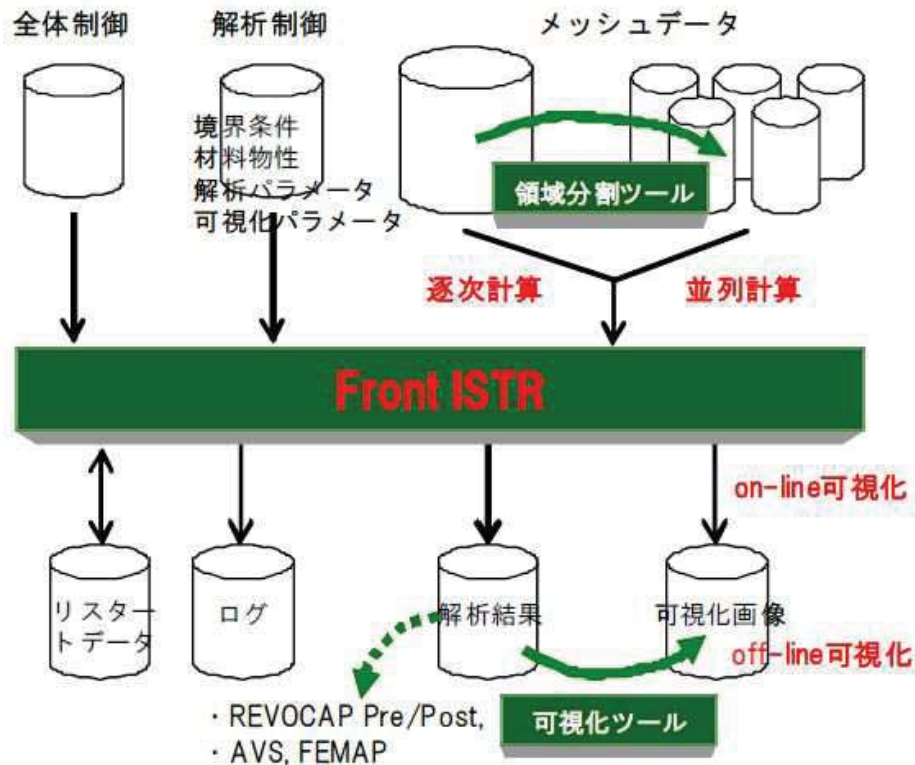 全体制御
解析制御
メッシュデータ
境界条件
材料物性
解析パラメータ
可視化パラメータ
領域分割ツール
逐次計算
並列計算
Front ISTR
on-line可視化
リスター
トデータ
ログ
解析結果
可視化画像
off-line可視化
・REVOCAP Pre/Post,
・AVS, FEMAP
可視化ツール